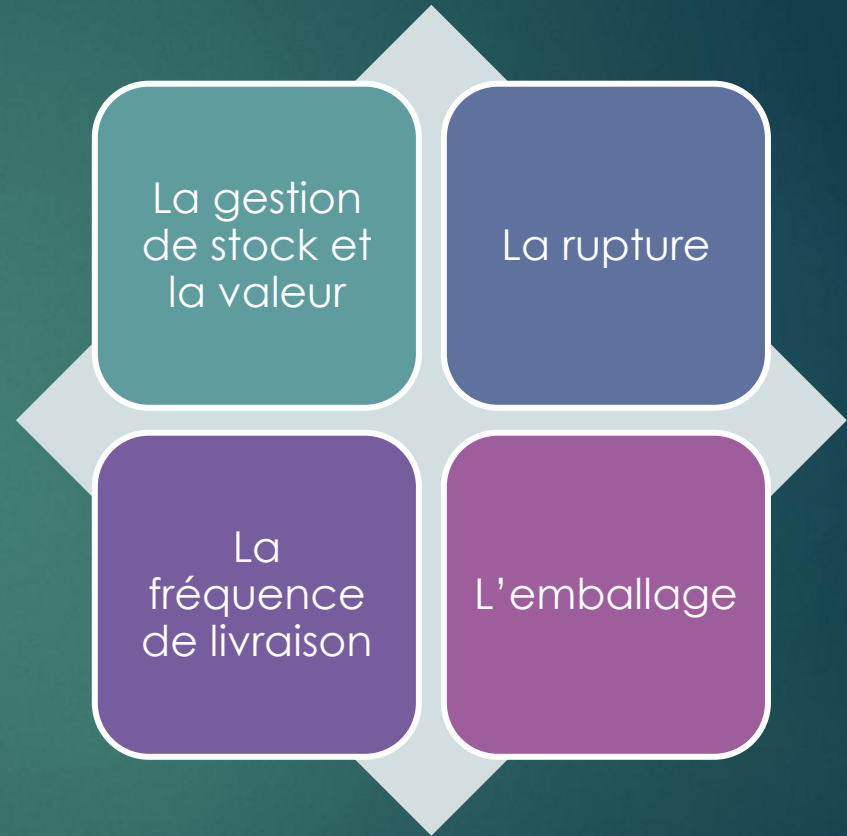 La gestion
de stock et
la valeur
La rupture
La
fréquence
de livraison
L’emballage